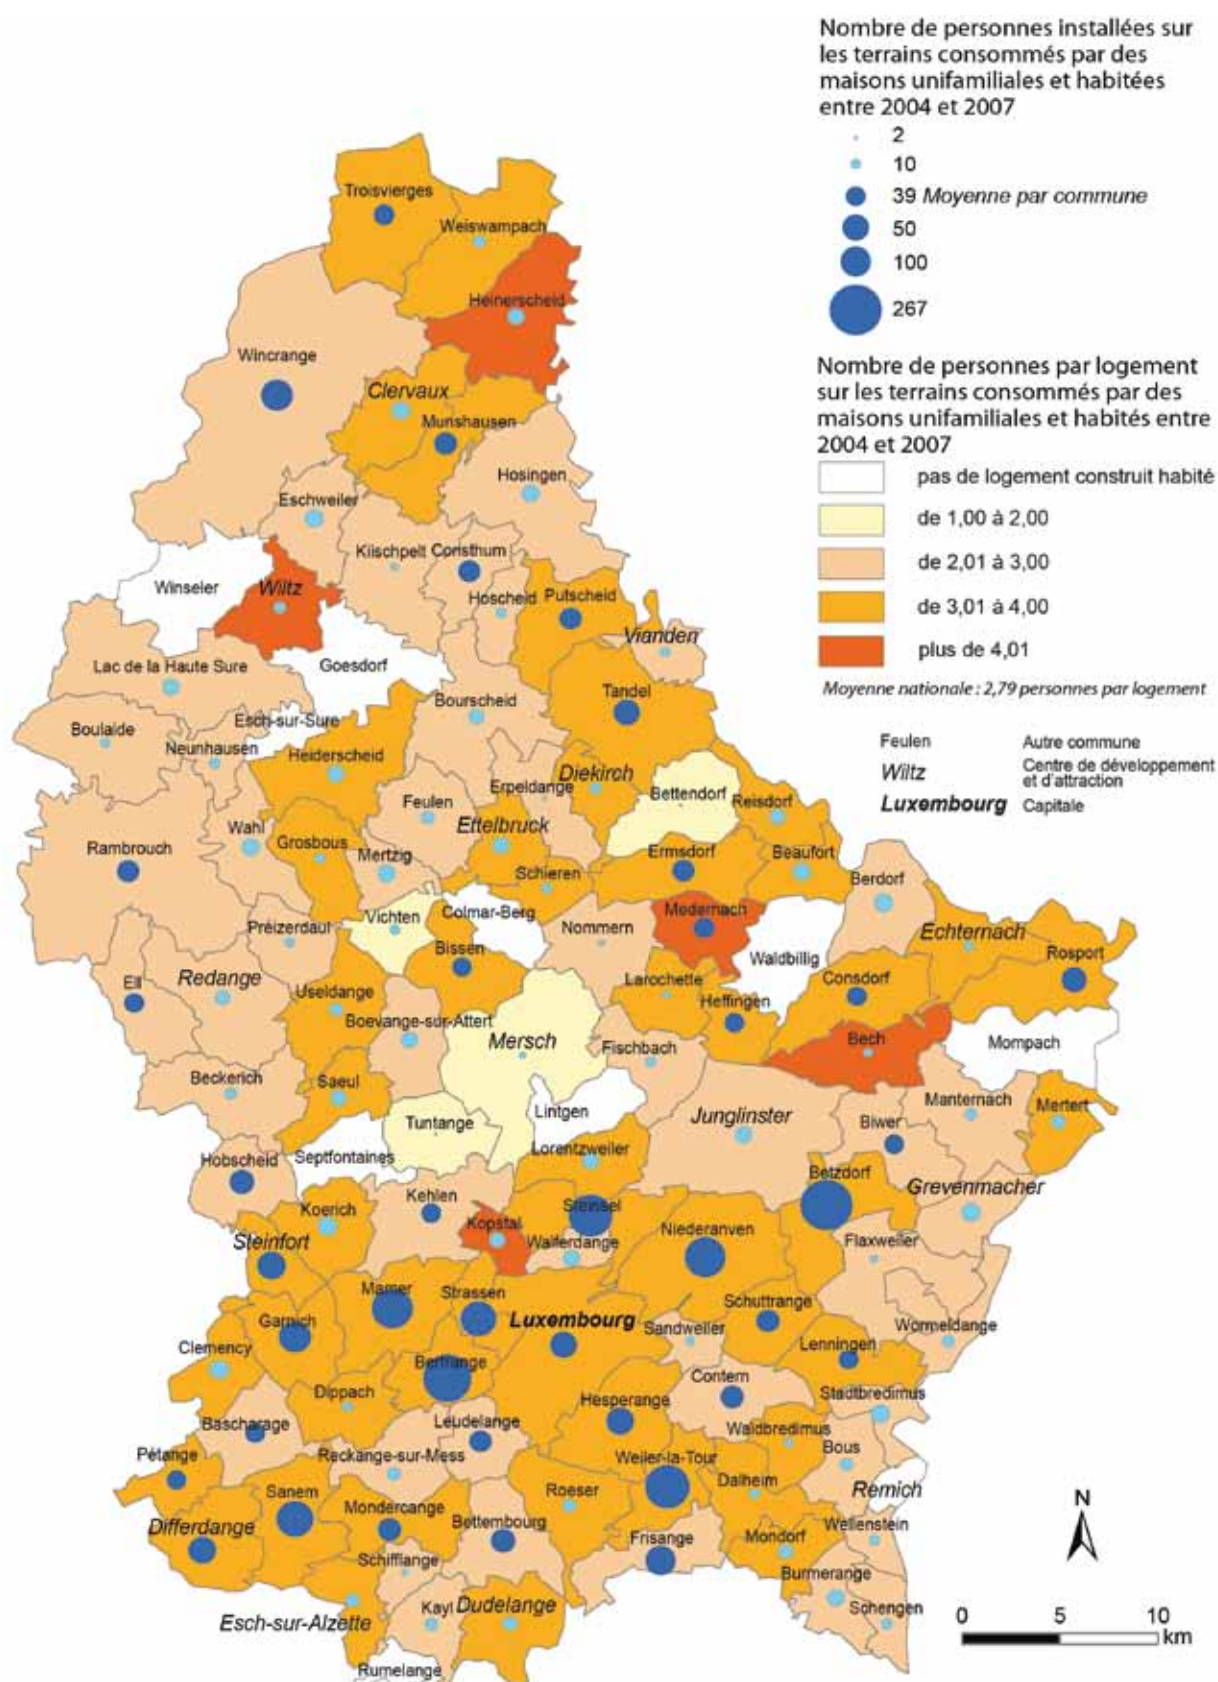 Nombre de personnes installées sur
les terrains consommés par des
maisons unifamiliales et habitées
entre 2004 et 2007
2
10
39 Moyenne par commune
50
100
267
Nombre de personnes par logement
sur les terrains consommés par des
maisons unifamiliales et habités entre
2004 et 2007
pas de logement construit habité
de 1,00 à 2,00
de 2,01 à 3,00
de 3,01 à 4,00
plus de 4,01
Moyenne nationale : 2,79 personnes par logement
Feulen Autre commune
Wiltz Centre de développement
et d'attraction
Luxembourg Capitale
Troisvierges
Weiswampach
Heinerscheid
Wincrange
Clervaux
Munshausen
Hosingen
Eschweiler
Kiischpelt
Consthum
Winseler
Wiltz
Hoscheid
Putscheid
Vianden
Goesdorf
Lac de la Haute Sure
Tandel
Bourscheid
Esch-sur-Sure
Boulaide
Neunhausen
Heiderscheid
Erpeldange
Diekirch
Bettendorf
Reisdorf
Feulen
Ettelbruck
Wahl
Rambrouch
Grosbous
Mertzig
Schieren
Ermsdorf
Beaufort
Berdorf
Vichten
Colmar-Berg
Medernach
Préizerdaul
Nommern
Echternach
Bissen
Waldbillig
Rosport
Ell
Redange
Useldange
Larochette
Consdorf
Heffingen
Boevange-sur-Attert
Mersch
Fischbach
Bech
Mompach
Beckerich
Saeul
Manternach
Mertert
Tuntange
Lintgen
Junglinster
Biwer
Septfontaines
Hobscheid
Lorentzweiler
Betzdorf
Grevenmacher
Koerich
Kehlen
Steinsel
Kopstal
Niederanven
Steinfort
Walferdange
Flaxweiler
Mamer
Strassen
Schuttrange
Garnich
Luxembourg
Sandweiler
Wormeldange
Clemency
Lenningen
Bertrange
Contern
Dippach
Hesperange
Stadtbredimus
Bascharage
Leudelange
Waldbredimus
Bous
Pétange
Reckange-sur-Mess
Weiler-la-Tour
Dalheim
Remich
Sanem
Roeser
Mondercange
Differdange
Bettembourg
Frisange
Mondorf
Wellenstein
Schifflange
Burmerange
Esch-sur-Alzette
Kayl
Dudelange
Schengen
Rumelange
N
0 5 10
km